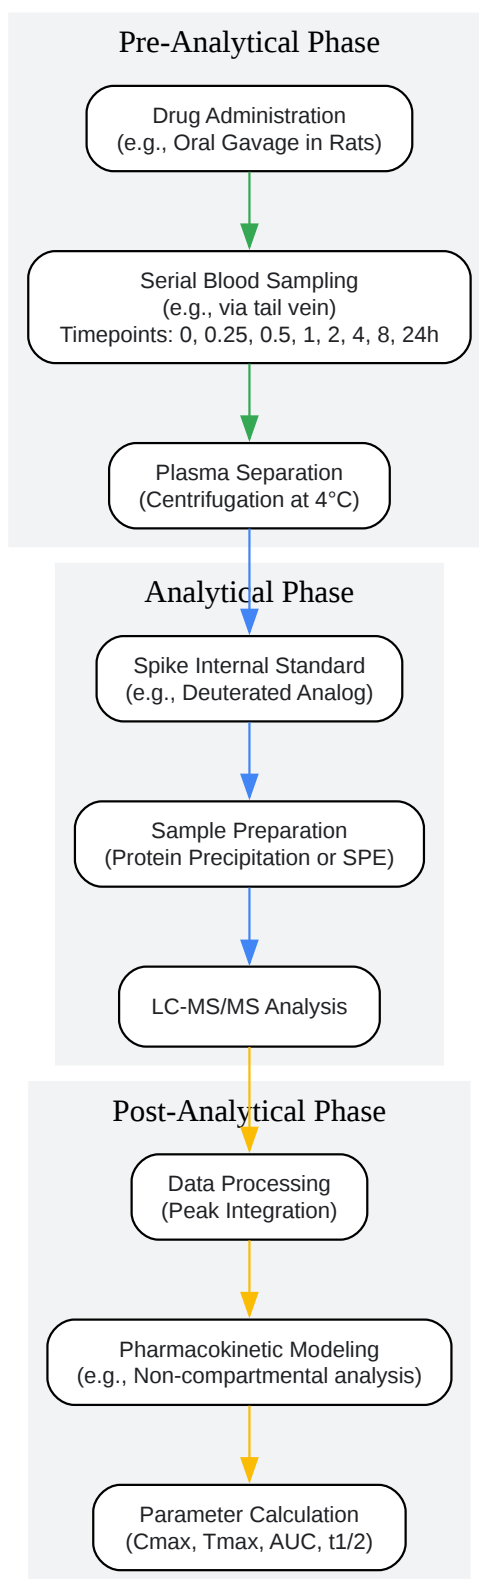 Pre-Analytical Phase
Drug Administration
(e.g., Oral Gavage in Rats)
Serial Blood Sampling
(e.g., via tail vein)
Timepoints: 0, 0.25, 0.5, 1, 2, 4, 8, 24h
Plasma Separation
(Centrifugation at 4°C)
Analytical Phase
Spike Internal Standard
(e.g., Deuterated Analog)
Sample Preparation
(Protein Precipitation or SPE)
LC-MS/MS Analysis
Post-Analytical Phase
Data Processing
(Peak Integration)
Pharmacokinetic Modeling
(e.g., Non-compartmental analysis)
Parameter Calculation
(Cmax, Tmax, AUC, t1/2)